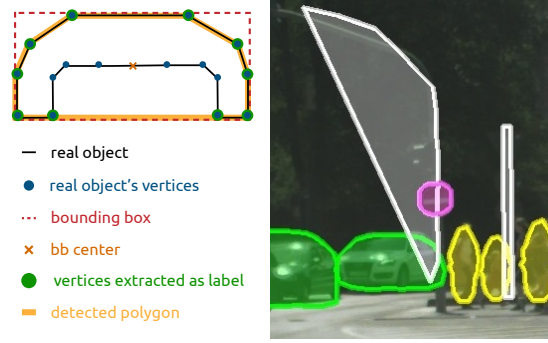 real object
real object's vertices
bounding box
bb center
vertices extracted as label
detected polygon